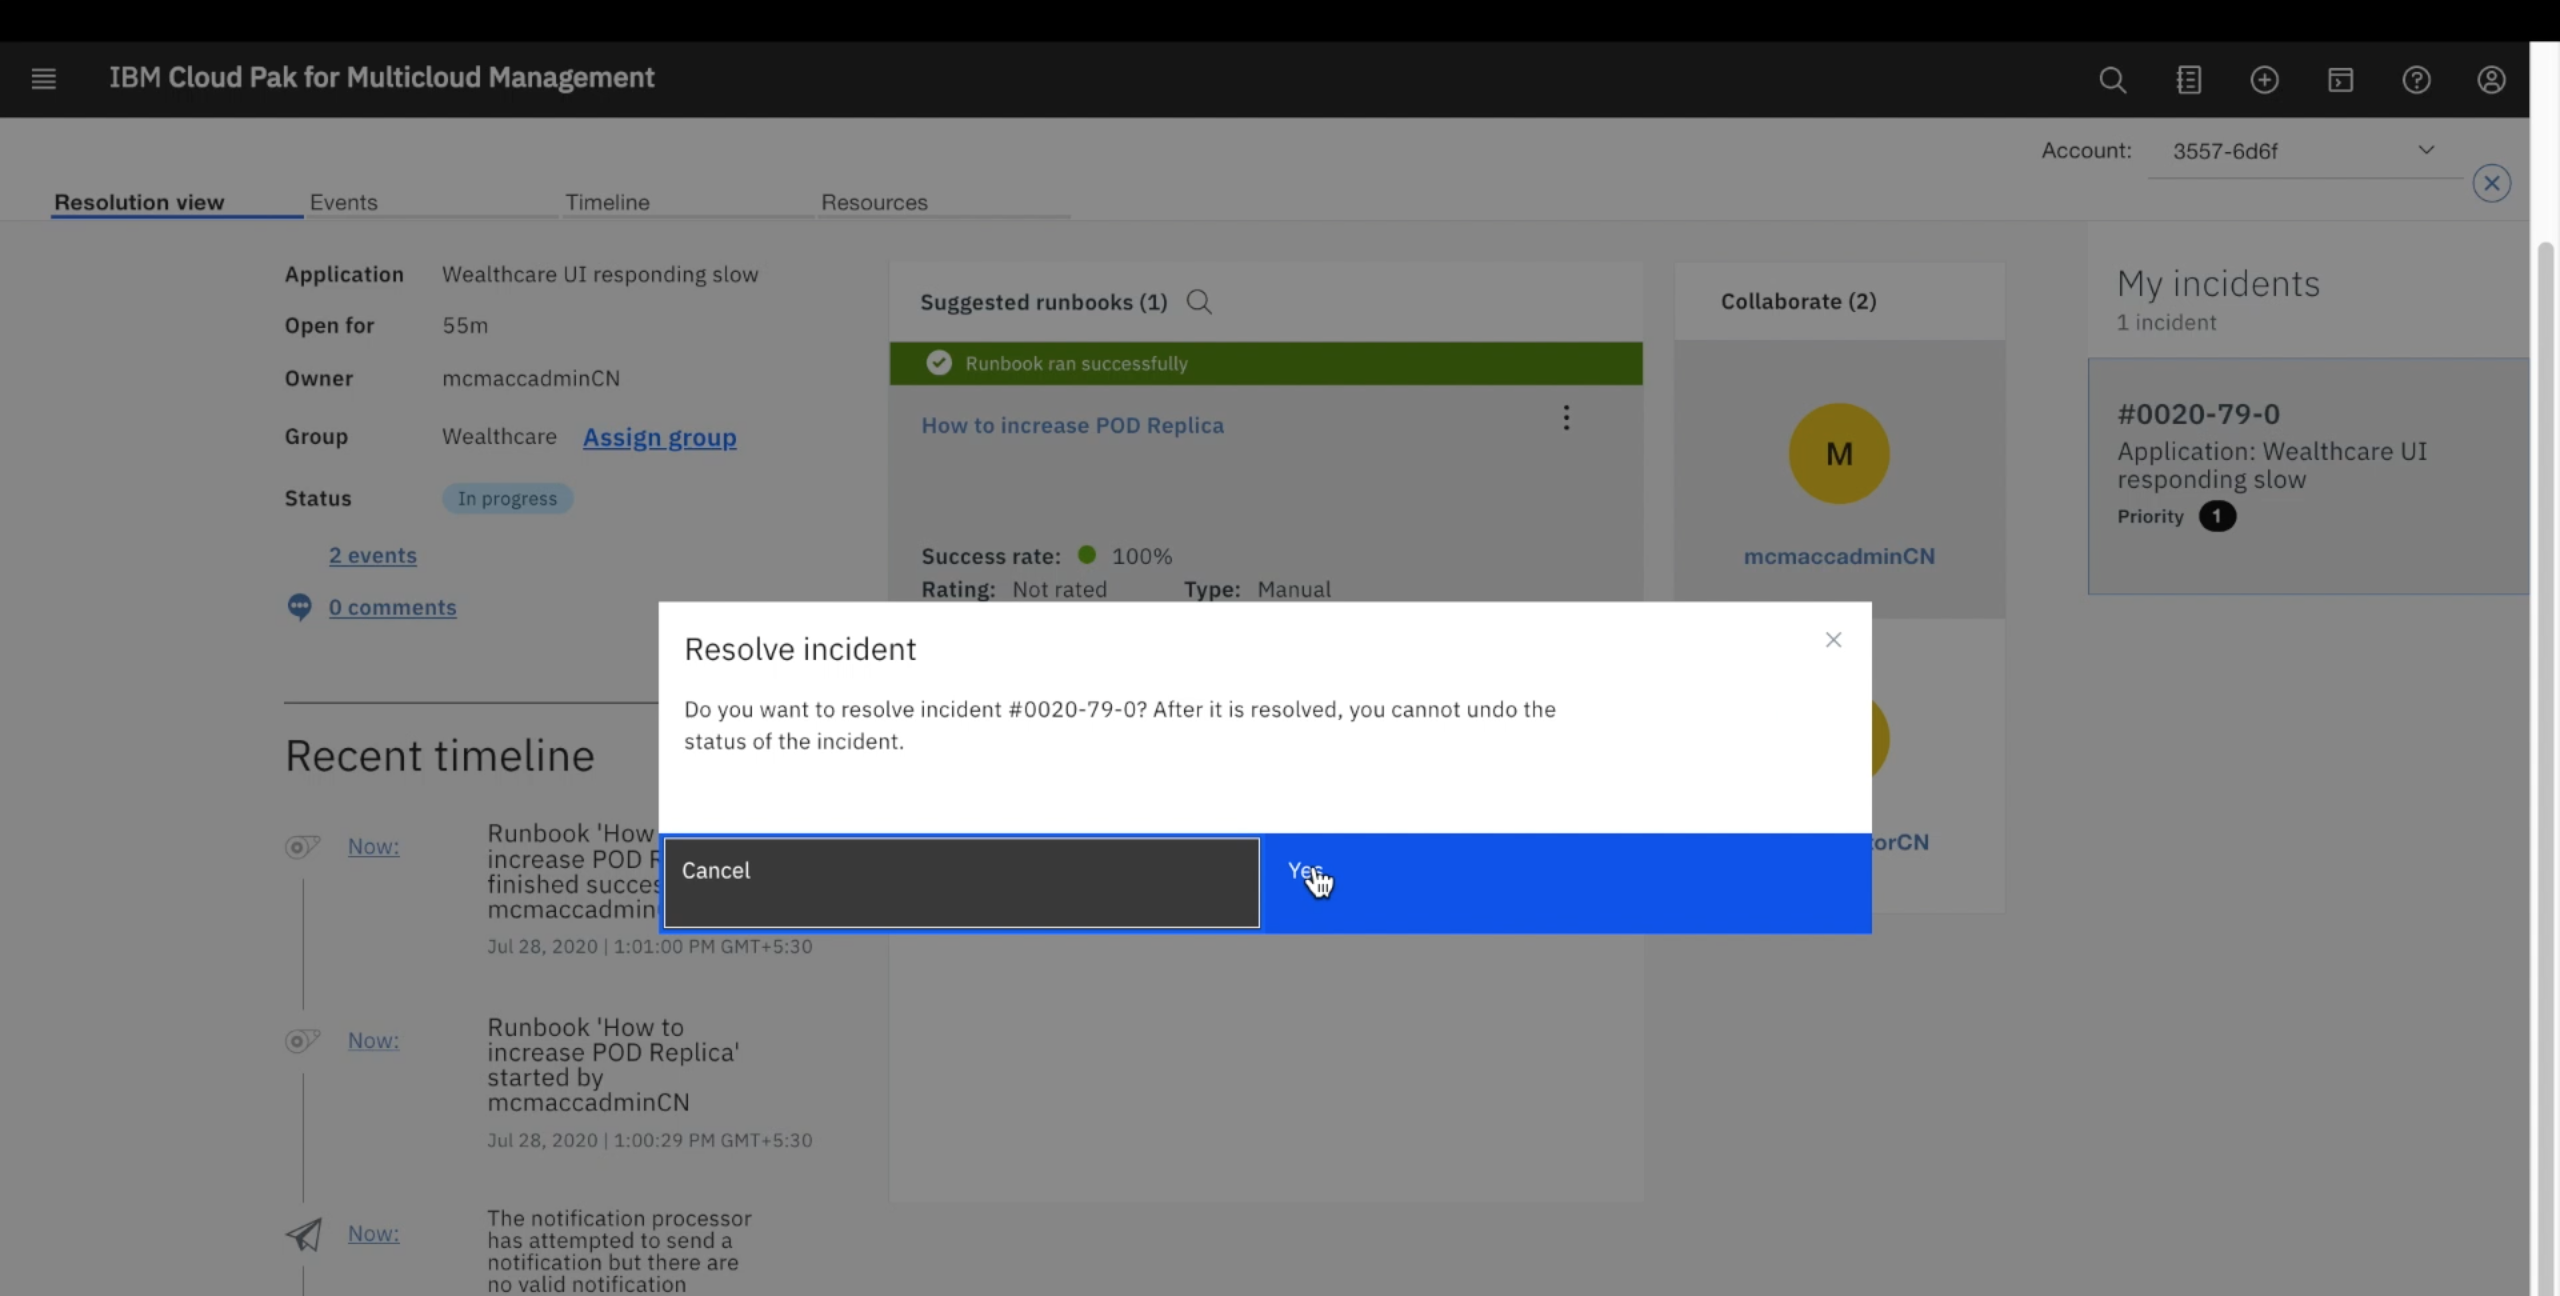 IBM Cloud Pak for Multicloud Management
Account: 3557-6d6f
Resolution view Events Timeline Resources
Application Wealthcare UI responding slow
Open for 55m
Owner mcmaccadminCN
Group Wealthcare Assign group
Status In progress
2 events
0 comments
Suggested runbooks (1)
Runbook ran successfully
How to increase POD Replica
Success rate: 100%
Rating: Not rated Type: Manual
Collaborate (2)
M
mcmaccadminCN
orCN
My incidents
1 incident
#0020-79-0
Application: Wealthcare UI
responding slow
Priority 1
Resolve incident
Do you want to resolve incident #0020-79-0? After it is resolved, you cannot undo the
status of the incident.
Cancel Yes
Recent timeline
Now: Runbook 'How
increase POD
finished succes
mcmaccadmin
Jul 28, 2020 | 1:01:00 PM GMT+5:30
Now: Runbook 'How to
increase POD Replica'
started by
mcmaccadminCN
Jul 28, 2020 | 1:00:29 PM GMT+5:30
Now: The notification processor
has attempted to send a
notification but there are
no valid notification